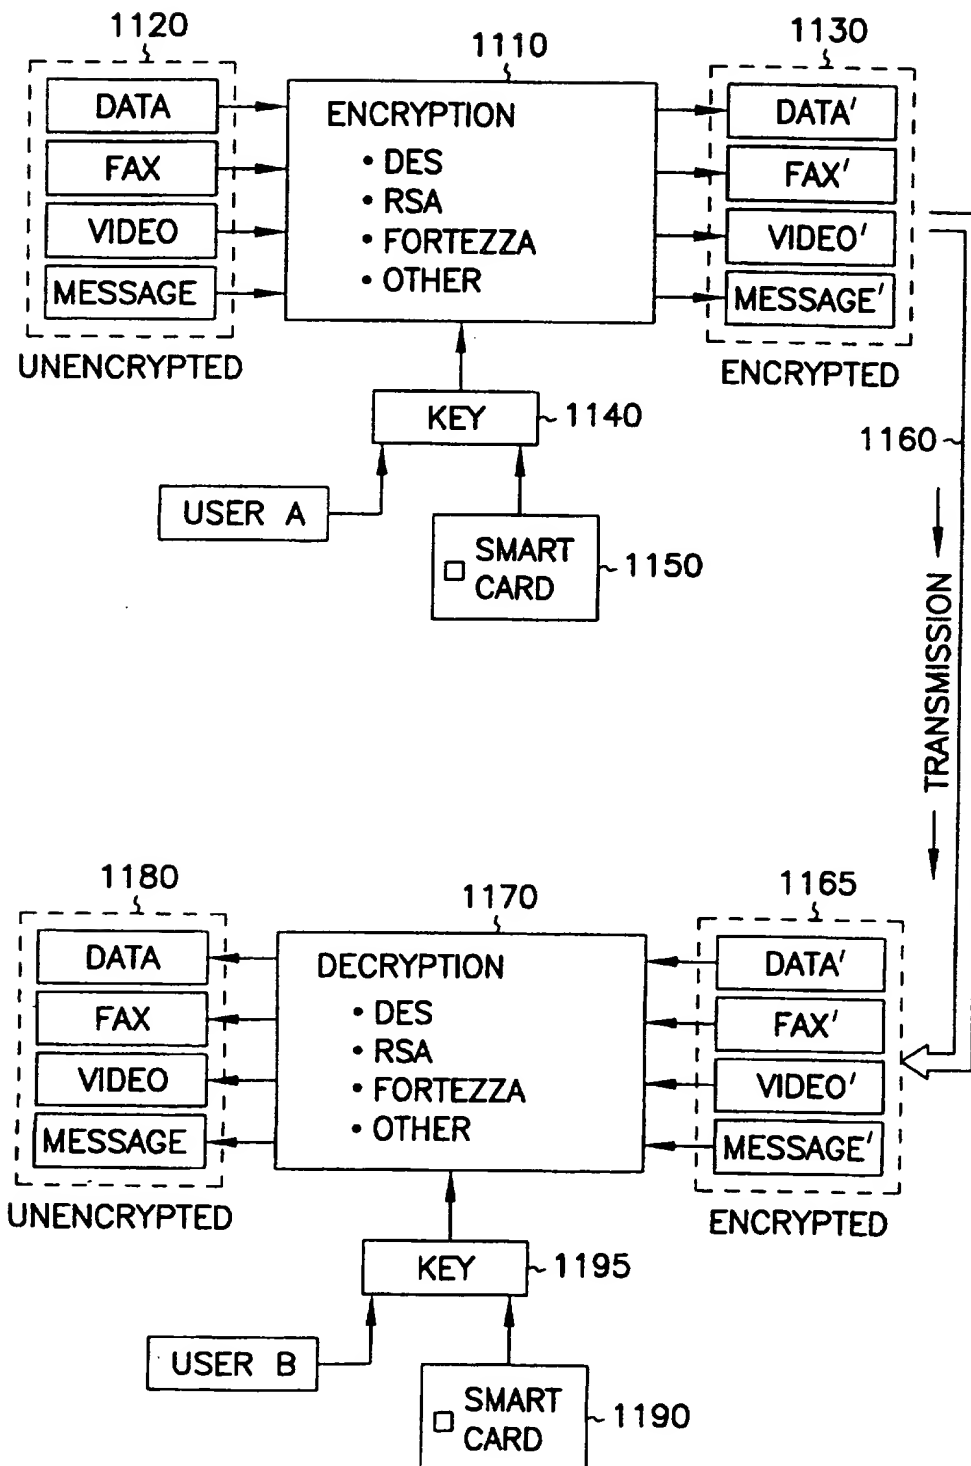 1120
1110
1130
DATA
FAX
VIDEO
MESSAGE
UNENCRYPTED
ENCRYPTION
• DES
• RSA
• FORTEZZA
• OTHER
DATA'
FAX'
VIDEO'
MESSAGE'
ENCRYPTED
KEY
1140
1160
USER A
SMART
CARD
1150
TRANSMISSION
1180
1170
1165
DATA
FAX
VIDEO
MESSAGE
UNENCRYPTED
DECRYPTION
• DES
• RSA
• FORTEZZA
• OTHER
DATA'
FAX'
VIDEO'
MESSAGE'
ENCRYPTED
KEY
1195
USER B
SMART
CARD
1190